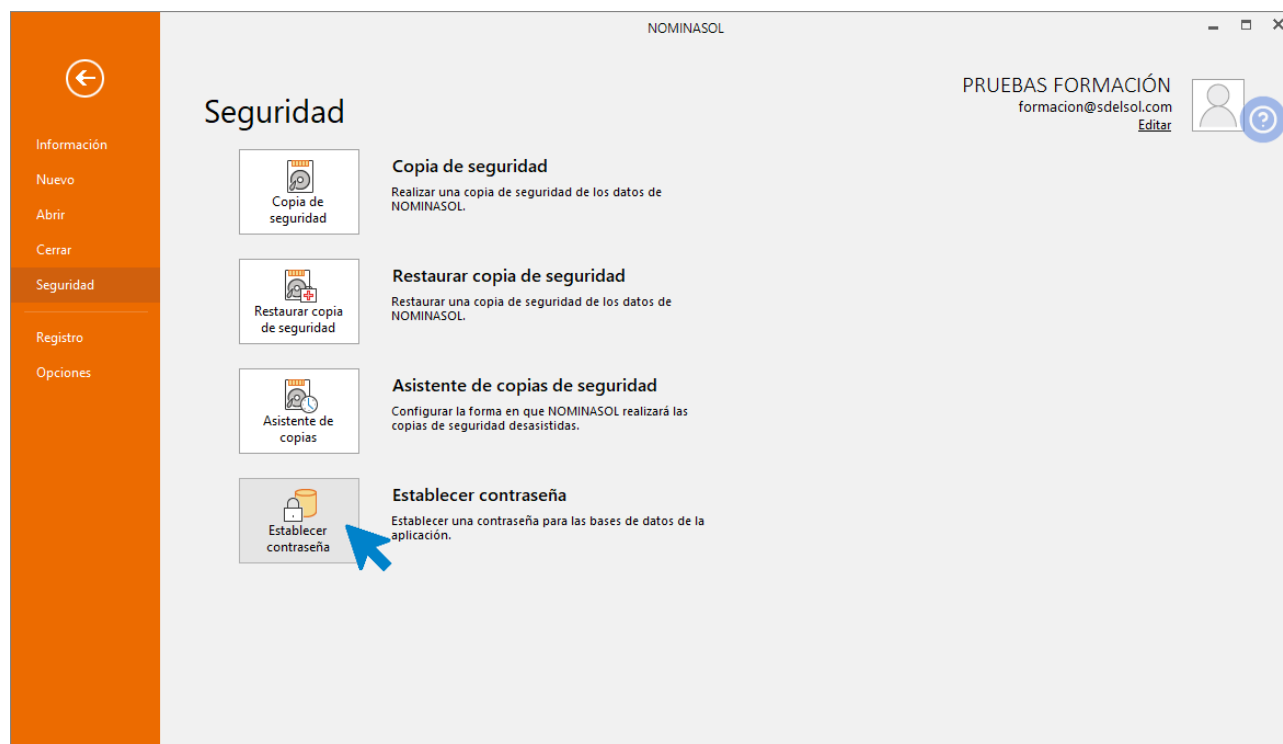 NOMINASOL
PRUEBAS FORMACIÓN
formacion@sdelsol.com
Editar
Información
Nuevo
Abrir
Cerrar
Seguridad
Registro
Opciones
Seguridad
Copia de
seguridad
Copia de seguridad
Realizar una copia de seguridad de los datos de
NOMINASOL.
Restaurar copia
de seguridad
Restaurar copia de seguridad
Restaurar una copia de seguridad de los datos de
NOMINASOL.
Asistente de
copias
Asistente de copias de seguridad
Configurar la forma en que NOMINASOL realizará las
copias de seguridad desasistidas.
Establecer
contraseña
Establecer contraseña
Establecer una contraseña para las bases de datos de la
aplicación.